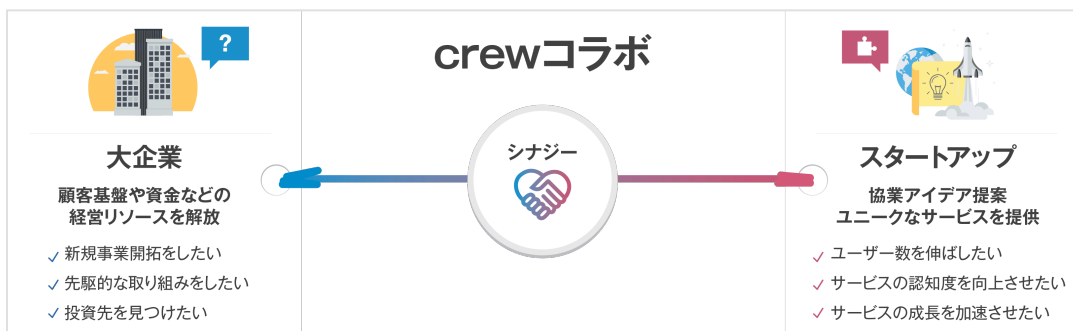 ?
crewコラボ
シナジー
大企業
顧客基盤や資金などの
経営リソースを解放
新規事業開拓をしたい
先駆的な取り組みをしたい
投資先を見つけたい
スタートアップ
協業アイデア提案
ユニークなサービスを提供
ユーザー数を伸ばしたい
サービスの認知度を向上させたい
サービスの成長を加速させたい